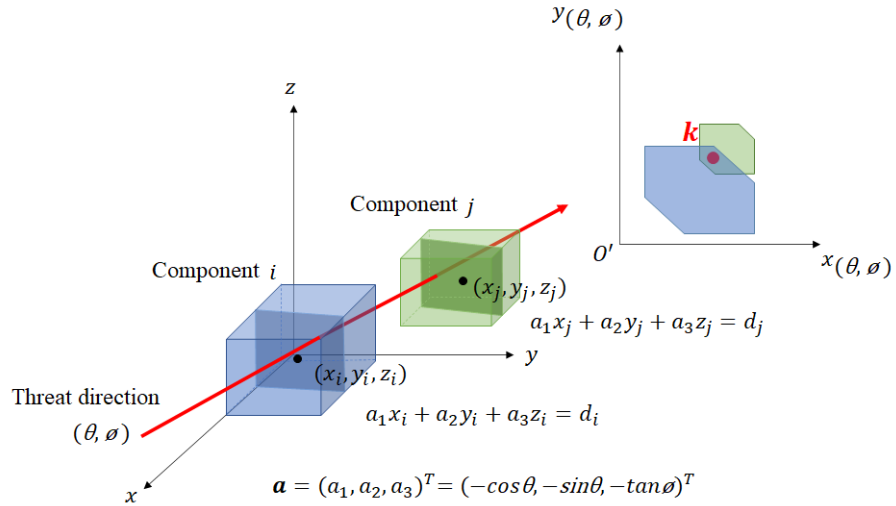 y(θ, ø)
k
O′
x(θ, ø)
z
Component j
Component i
(xⱼ, yⱼ, zⱼ)
a₁xⱼ + a₂yⱼ + a₃zⱼ = dⱼ
y
(xᵢ, yᵢ, zᵢ)
Threat direction
(θ, ø)
a₁xᵢ + a₂yᵢ + a₃zᵢ = dᵢ
x
a = (a₁, a₂, a₃)ᵀ = (-cosθ, -sinθ, -tanø)ᵀ